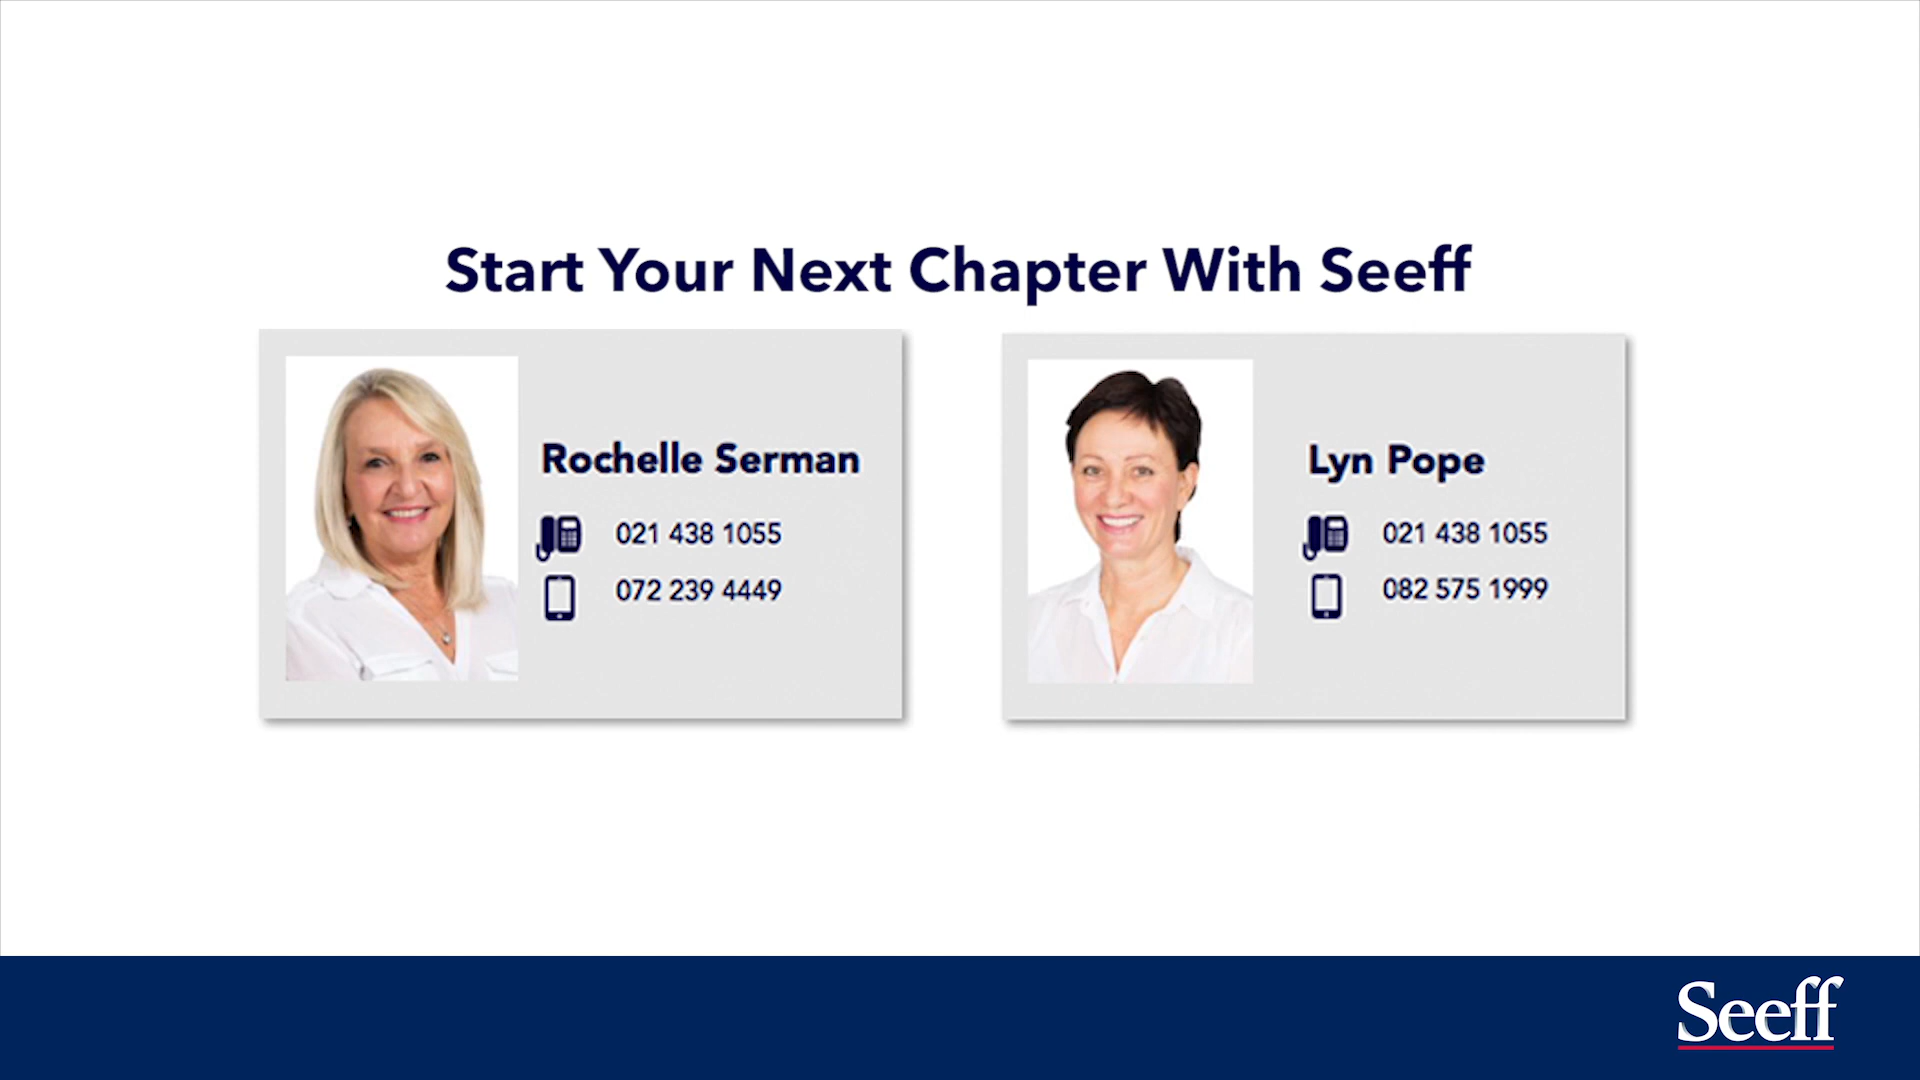 Start Your Next Chapter With Seeff
Rochelle Serman
021 438 1055
072 239 4449
Lyn Pope
021 438 1055
082 575 1999
Seeff